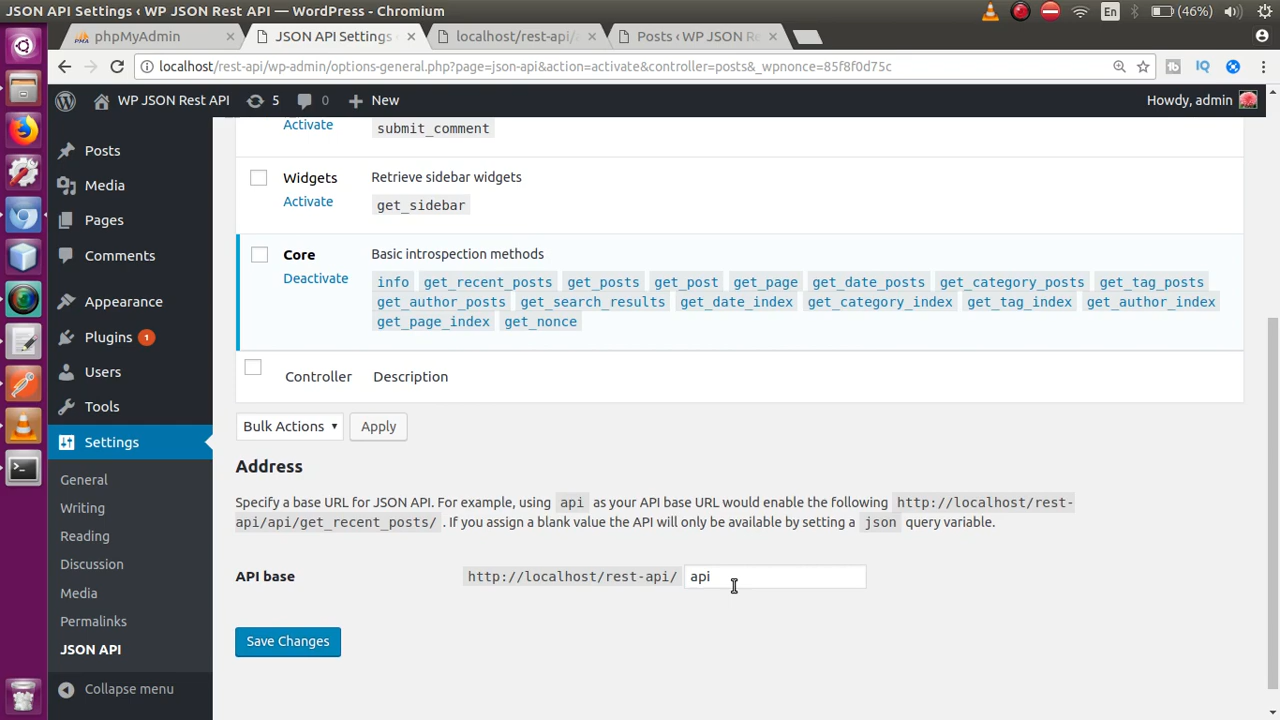 JSON API Settings ‹ WP JSON Rest API — WordPress - Chromium
En
(46%)
phpMyAdmin
JSON API Settings
localhost/rest-api/
Posts ‹ WP JSON R
localhost/rest-api/wp-admin/options-general.php?page=json-api&action=activate&controller=posts&_wpnonce=85f8f0d75c
WP JSON Rest API
5
0
New
Howdy, admin
Posts
Media
Pages
Comments
Appearance
Plugins 1
Users
Tools
Settings
General
Writing
Reading
Discussion
Media
Permalinks
JSON API
Collapse menu
Activate
submit_comment
Widgets
Retrieve sidebar widgets
Activate
get_sidebar
Core
Basic introspection methods
Deactivate
info get_recent_posts get_posts get_post get_page get_date_posts get_category_posts get_tag_posts
get_author_posts get_search_results get_date_index get_category_index get_tag_index get_author_index
get_page_index get_nonce
Controller
Description
Bulk Actions
Apply
Address
Specify a base URL for JSON API. For example, using api as your API base URL would enable the following http://localhost/rest-
api/api/get_recent_posts/ . If you assign a blank value the API will only be available by setting a json query variable.
API base
http://localhost/rest-api/ api
Save Changes